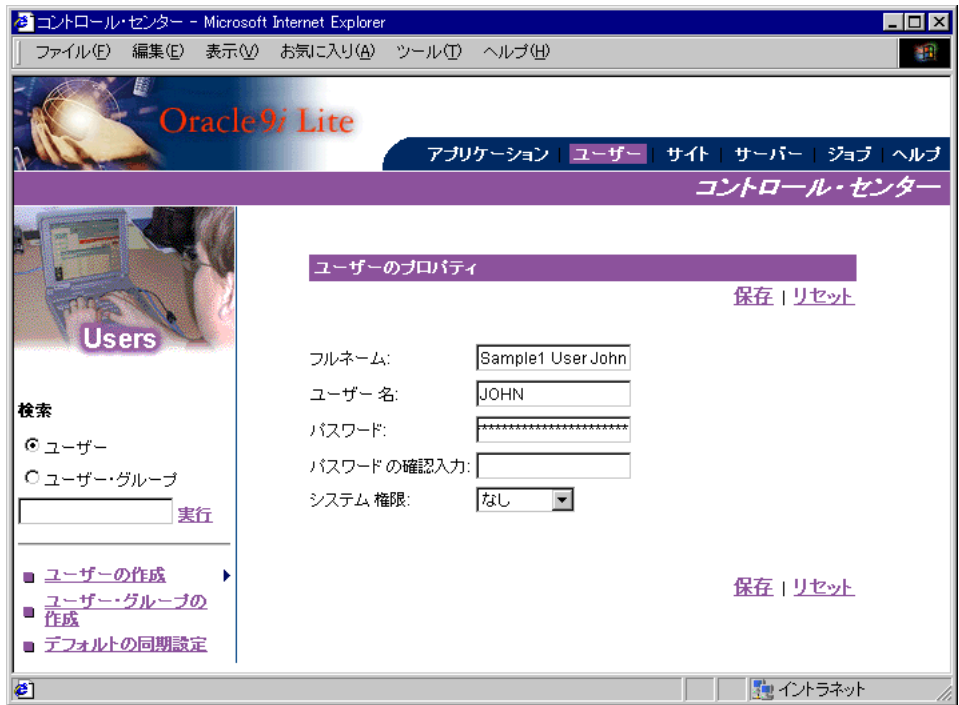 コントロール・センター - Microsoft Internet Explorer
ファイル(F) 編集(E) 表示(V) お気に入り(A) ツール(T) ヘルプ(H)
Oracle9i Lite
アプリケーション | ユーザー | サイト | サーバー | ジョブ | ヘルプ
コントロール・センター
Users
検索
ユーザー
ユーザー・グループ
実行
ユーザーの作成
ユーザー・グループの
作成
デフォルトの同期設定
ユーザーのプロパティ
保存 | リセット
フルネーム: Sample1 User John
ユーザー 名: JOHN
パスワード: ************************
パスワードの確認入力:
システム 権限: なし
保存 | リセット
イントラネット